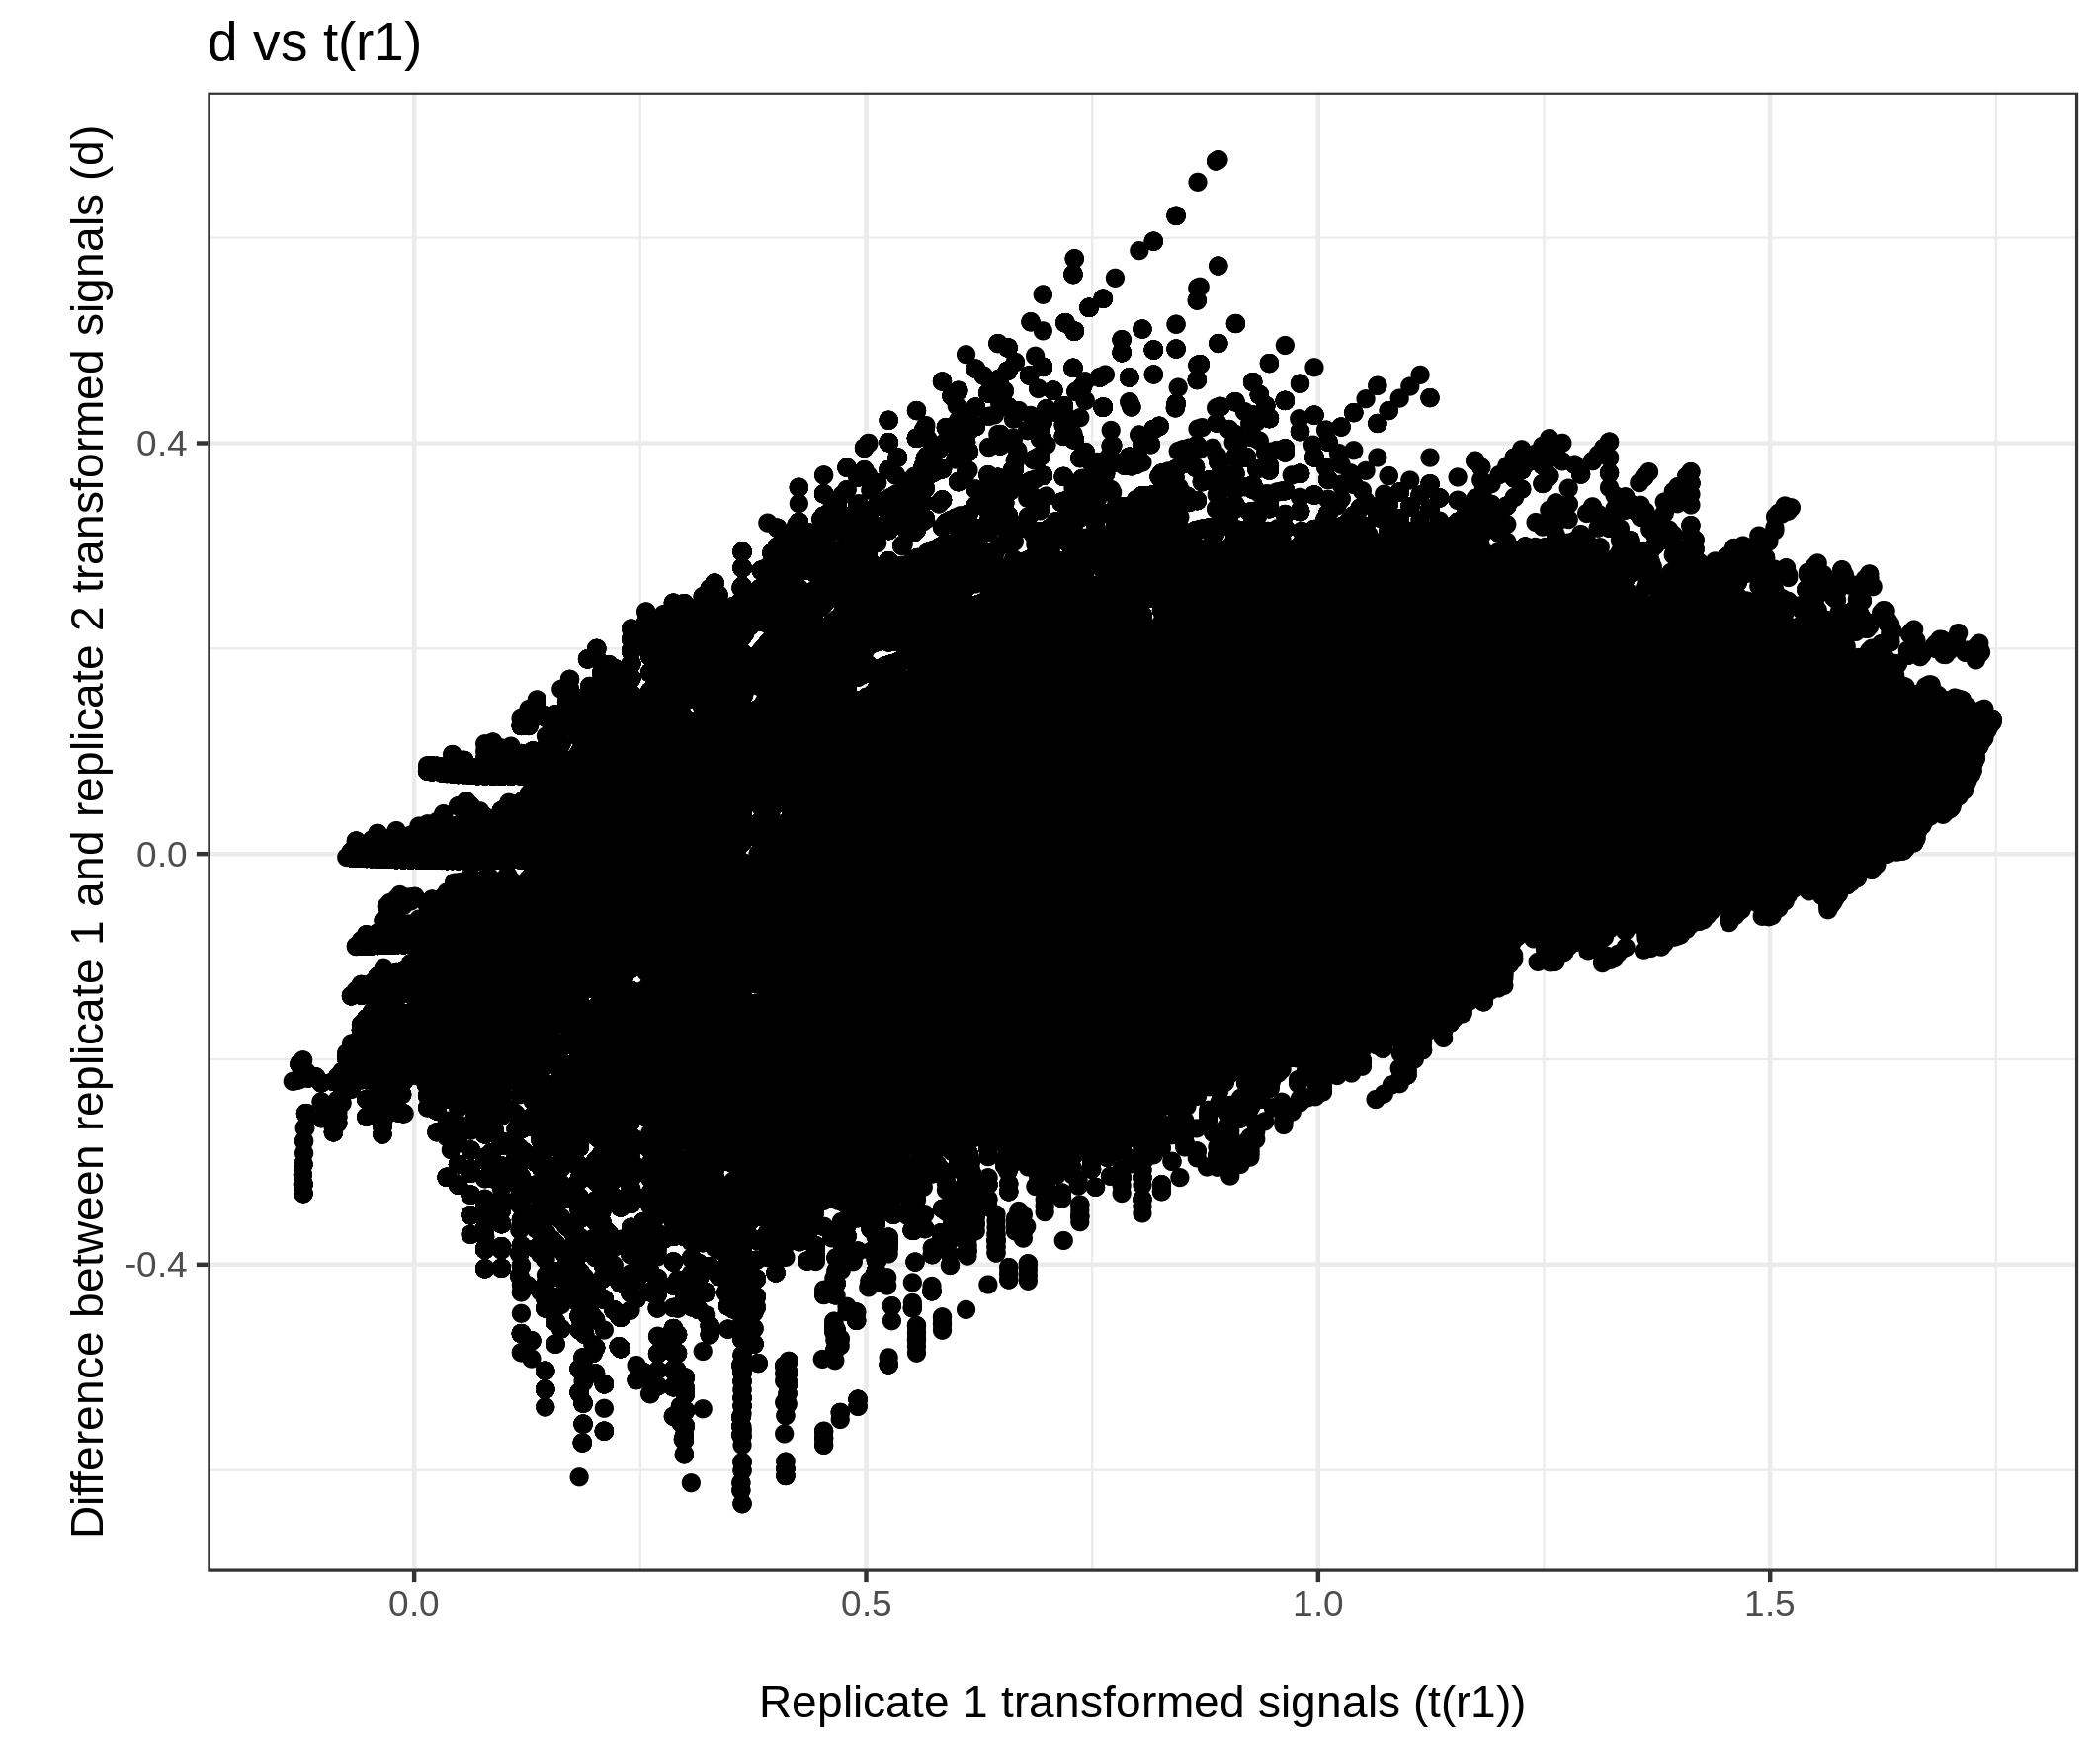 d vs t(r1)
Difference between replicate 1 and replicate 2 transformed signals (d)
0.4
0.0
-0.4
0.0 0.5 1.0 1.5
Replicate 1 transformed signals (t(r1))